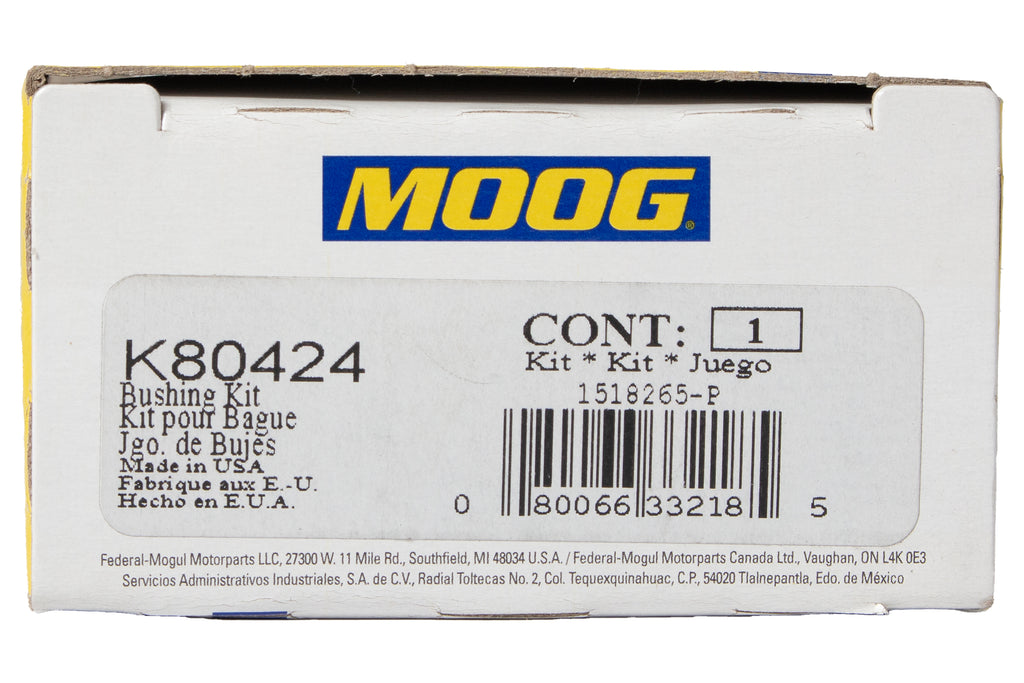 MOOG®
K80424
Bushing Kit
Kit pour Bague
Jgo. de Bujes
Made in USA
Fabrique aux E.-U.
Hecho en E.U.A.
CONT: 1
Kit * Kit * Juego
1518265-P
0 80066 33218 5
Federal-Mogul Motorparts LLC, 27300 W. 11 Mile Rd., Southfield, MI 48034 U.S.A. / Federal-Mogul Motorparts Canada Ltd., Vaughan, ON L4K 0E3
Servicios Administrativos Industriales, S.A. de C.V., Radial Toltecas No. 2, Col. Tequexquinahuac, C.P., 54020 Tlalnepantla, Edo. de México